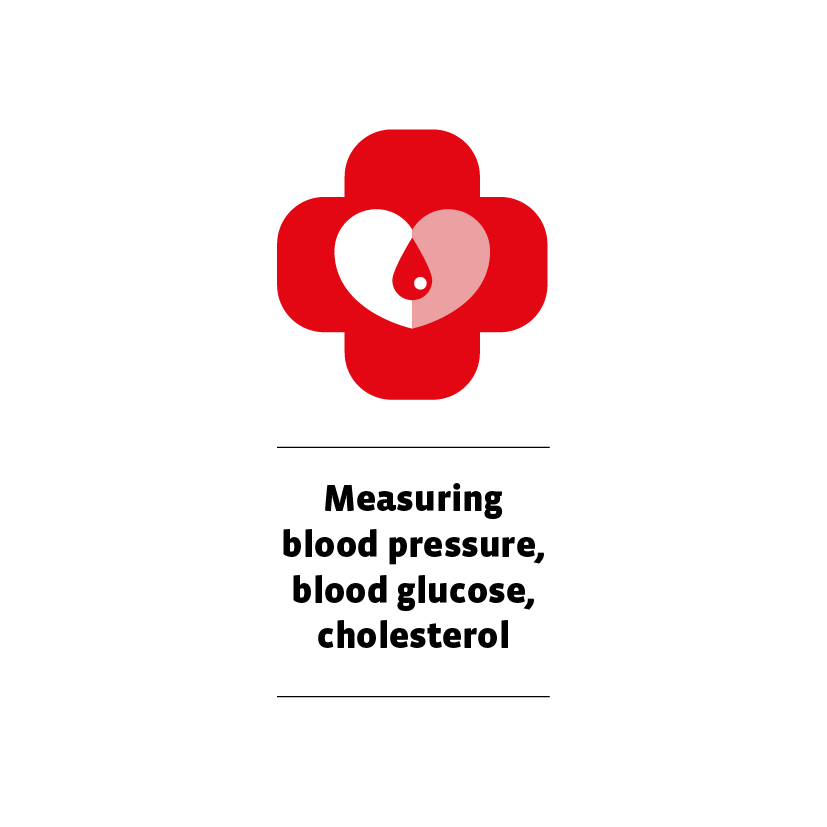 Measuring
blood pressure,
blood glucose,
cholesterol